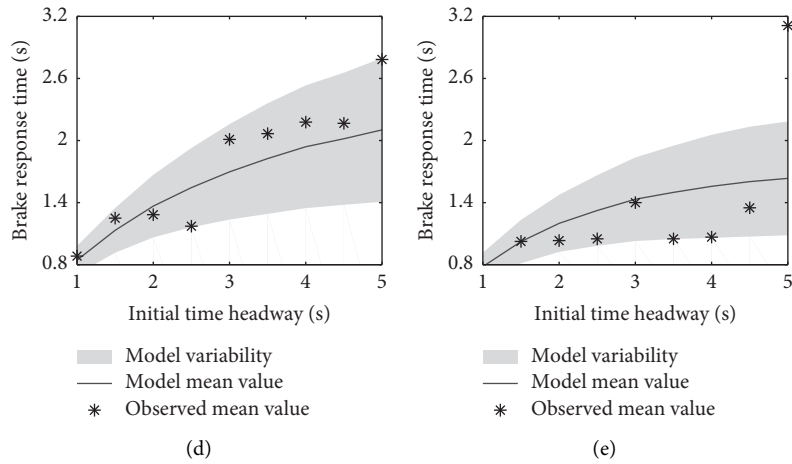 3.2
2.6
2
1.4
0.8
Brake response time (s)
1 2 3 4 5
Initial time headway (s)
Model variability
Model mean value
Observed mean value
(d)
3.2
2.6
2
1.4
0.8
Brake response time (s)
1 2 3 4 5
Initial time headway (s)
Model variability
Model mean value
Observed mean value
(e)